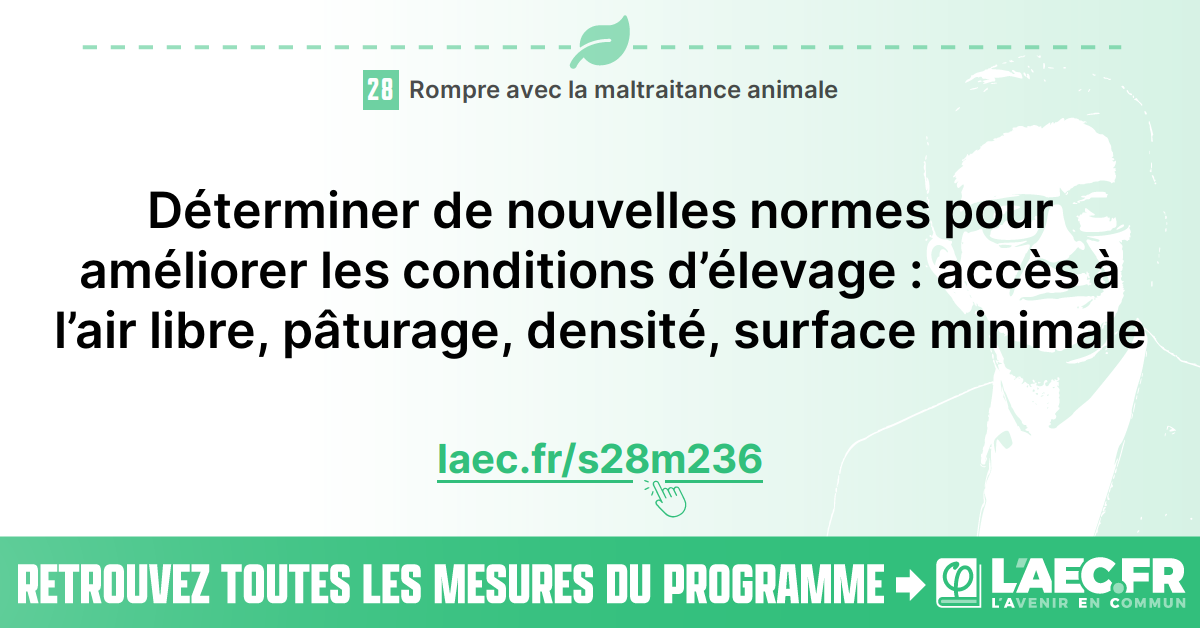 28 Rompre avec la maltraitance animale
Déterminer de nouvelles normes pour
améliorer les conditions d’élevage : accès à
l’air libre, pâturage, densité, surface minimale
laec.fr/s28m236
RETROUVEZ TOUTES LES MESURES DU PROGRAMME
φ L'AEC.FR
L'AVENIR EN COMMUN